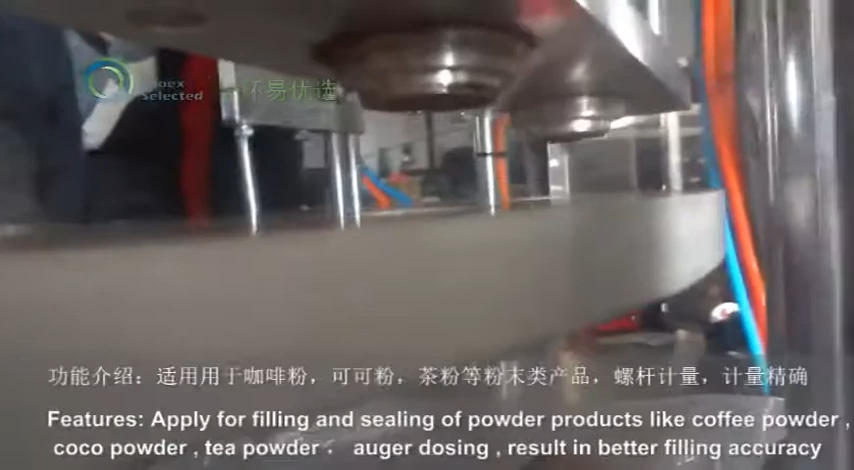 Selected
易优选
功能介绍：适用用于咖啡粉，可可粉，茶粉等粉末类产品，螺杆计量，计量精确
Features: Apply for filling and sealing of powder products like coffee powder ,
coco powder , tea powder ， auger dosing , result in better filling accuracy